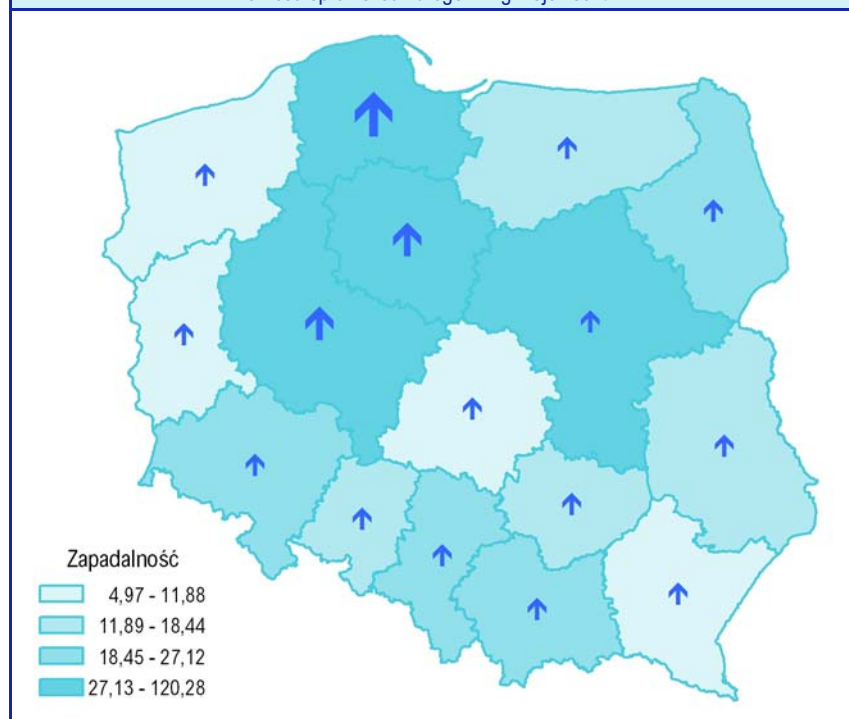 Zapadalność
4,97 - 11,88
11,89 - 18,44
18,45 - 27,12
27,13 - 120,28